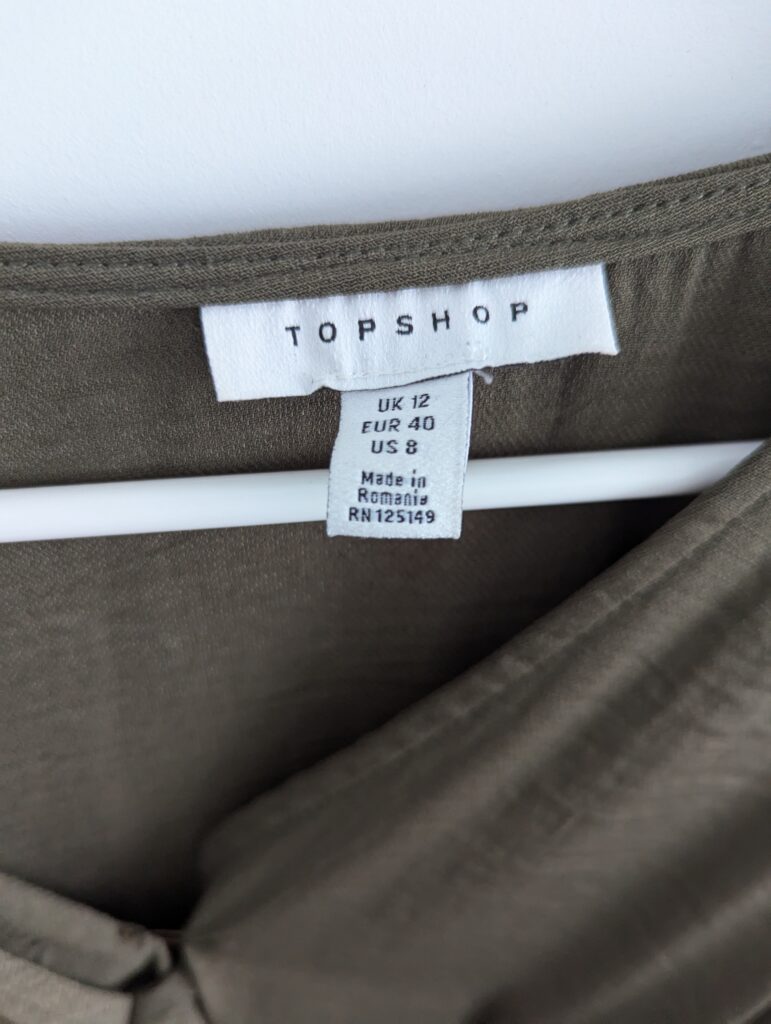 TOPSHOP
UK 12
EUR 40
US 8
Made in
Romania
RN 125149